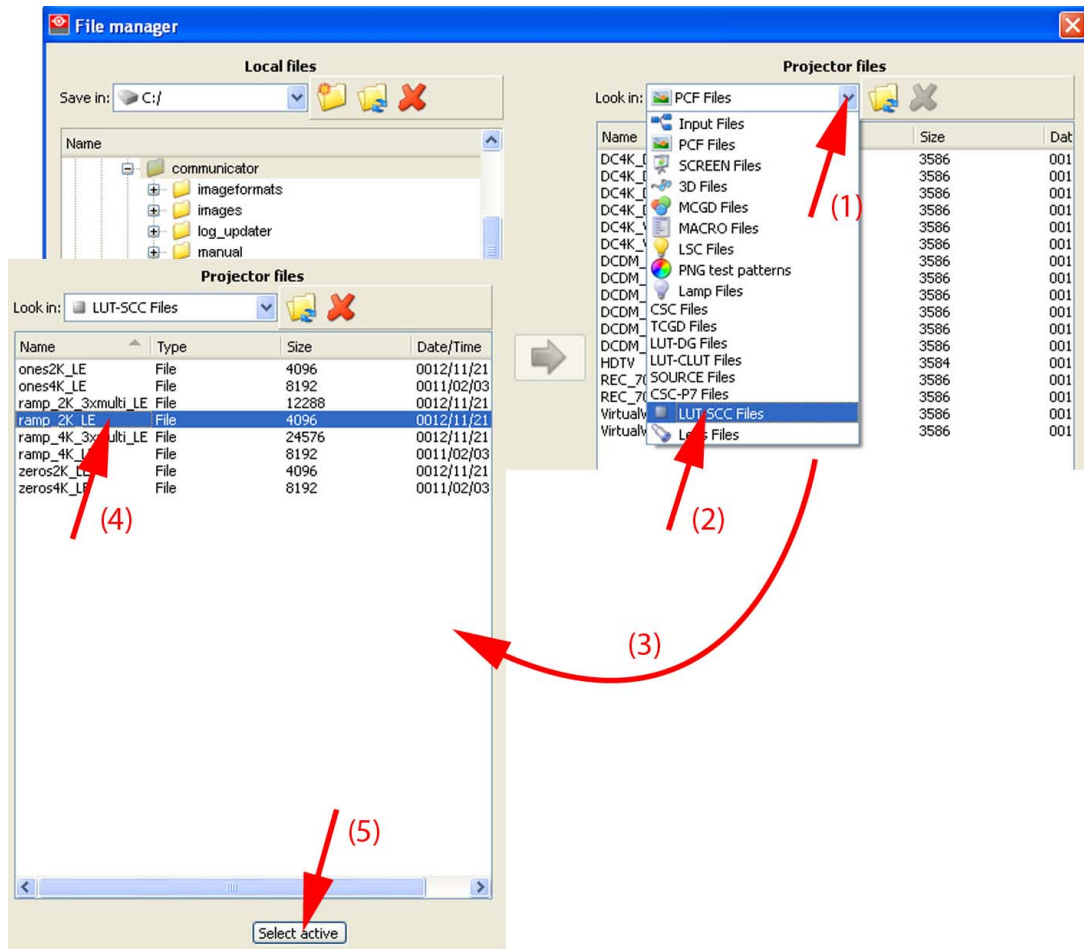 File manager
Local files
Save in: C:/
Name
communicator
imageformats
images
log_updater
manual
Projector files
Look in: PCF Files
Name Size Dat
Input Files
PCF Files
SCREEN Files
3D Files
MCGD Files
MACRO Files
LSC Files
PNG test patterns
Lamp Files
CSC Files
TCGD Files
LUT-DG Files
LUT-CLUT Files
SOURCE Files
CSC-P7 Files
LUT-SCC Files
Lens Files
DC4K_ 3586 001
DC4K_ 3586 001
DC4K_ 3586 001
DC4K_ 3586 001
DC4K_ 3586 001
DC4K_ 3586 001
DCDM_ 3586 001
DCDM_ 3586 001
DCDM_ 3586 001
DCDM_ 3586 001
DCDM_ 3586 001
DCDM_ 3586 001
HDTV 3584 001
REC_70 3586 001
REC_70 3586 001
VirtualW 3586 001
VirtualW 3586 001
(1)
(2)
(3)
Projector files
Look in: LUT-SCC Files
Name Type Size Date/Time
ones2K_LE File 4096 0012/11/21
ones4K_LE File 8192 0011/02/03
ramp_2K_3xmulti_LE File 12288 0012/11/21
ramp_2K_LE File 4096 0012/11/21
ramp_4K_3xmulti_LE File 24576 0012/11/21
ramp_4K_LE File 8192 0011/02/03
zeros2K_LE File 4096 0012/11/21
zeros4K_LE File 8192 0011/02/03
(4)
(5)
Select active